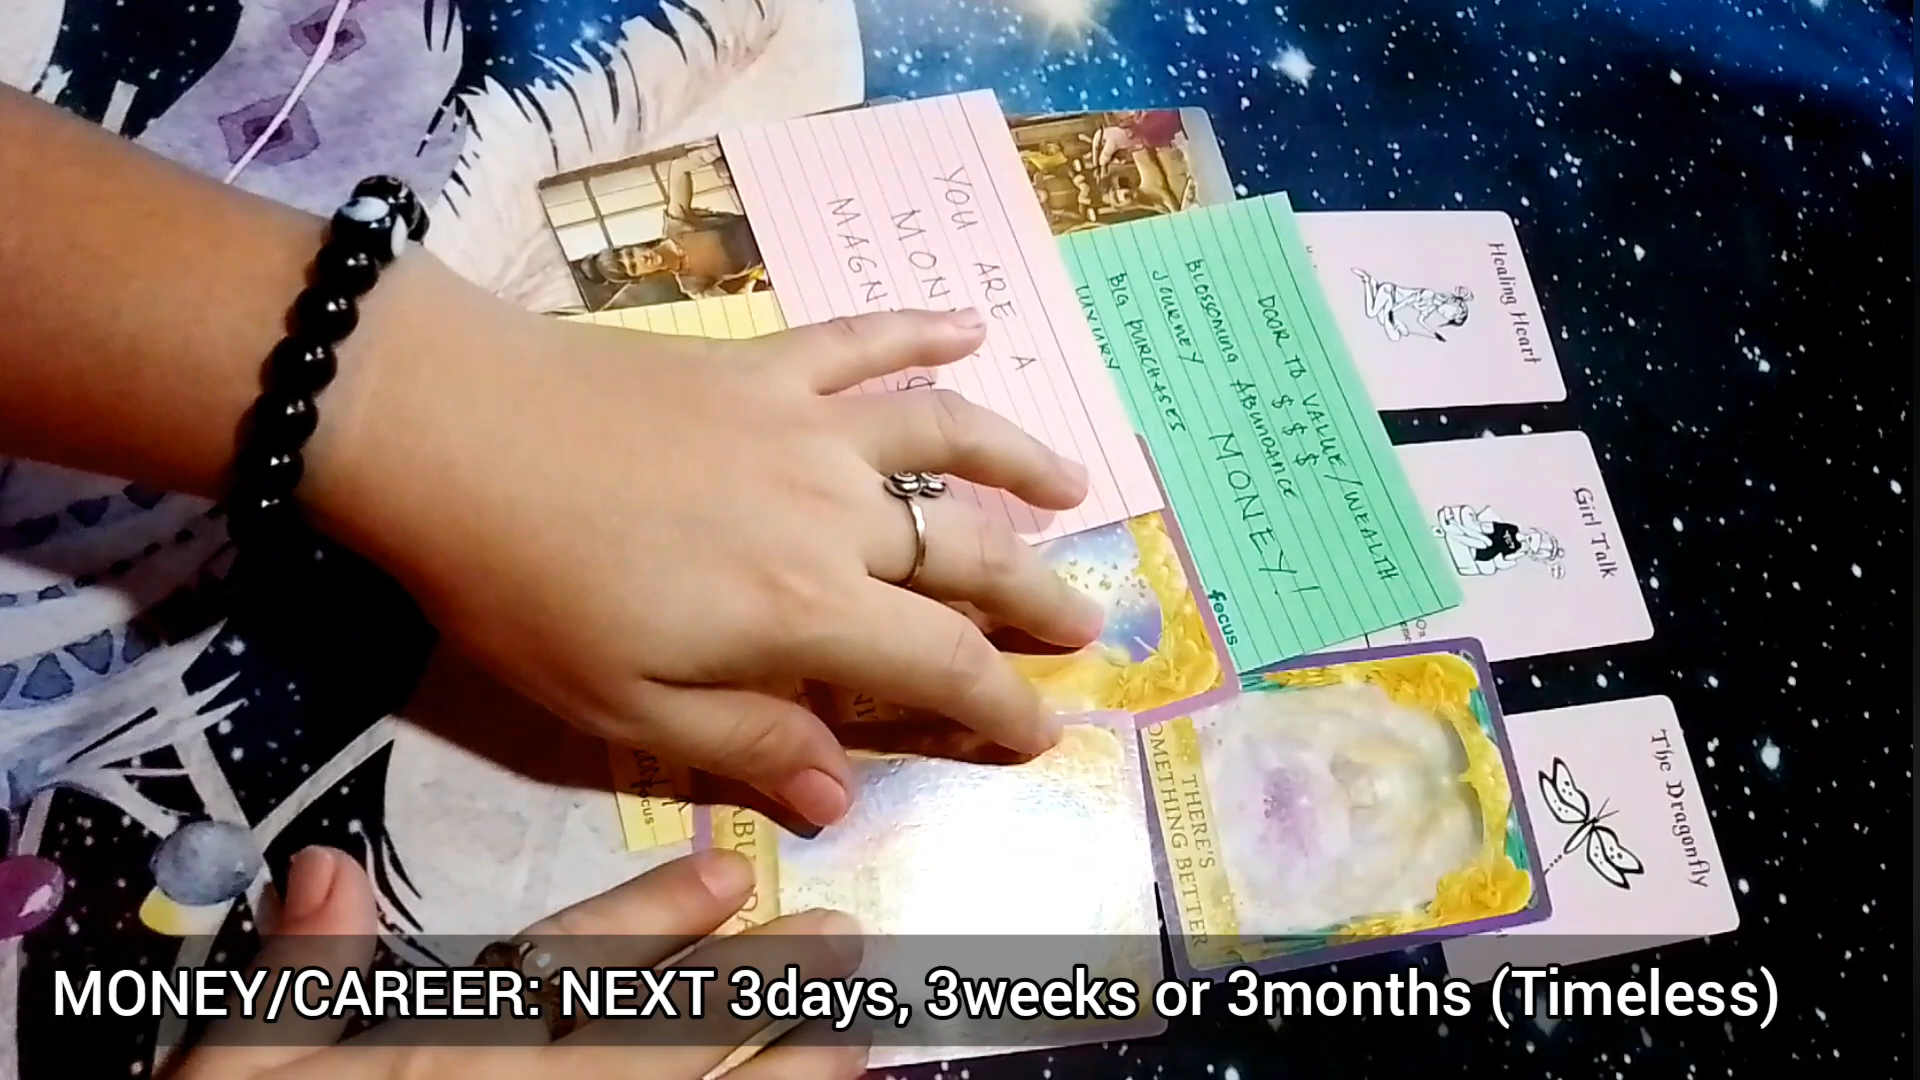 YOU ARE A
MON
MAGN
DOOR TO VALUE/WEALTH
$ $ $
BLOSSOMING ABUNDANCE
JOURNEY
MONEY!
BIG PURCHASES
LUXURY
focus
Healing Heart
Girl Talk
The Dragonfly
THERE'S
OMETHING BETTER
ocus
MONEY/CAREER: NEXT 3days, 3weeks or 3months (Timeless)